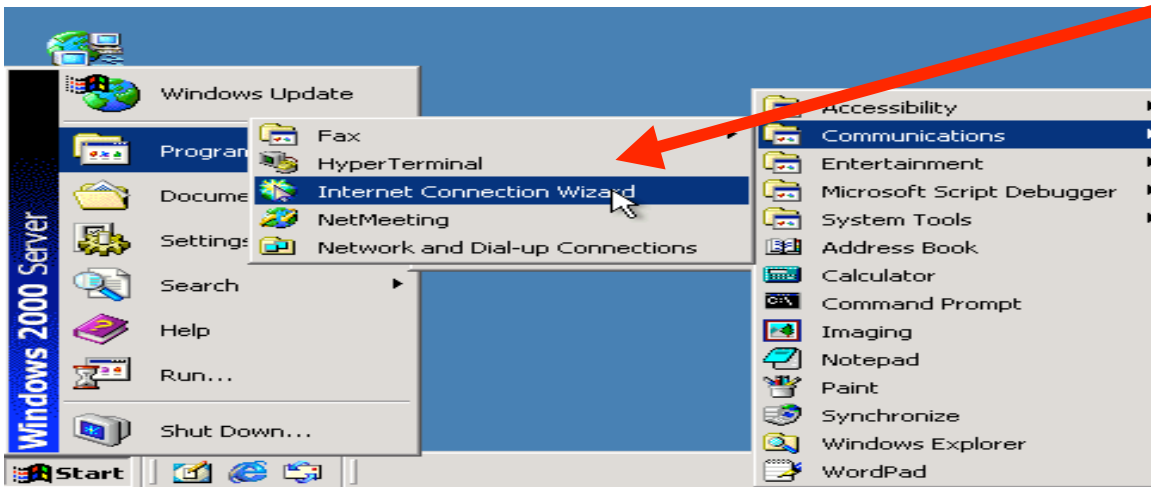 Windows 2000 Server
Windows Update
Program
Docume
Settings
Search
Help
Run...
Shut Down...
Start
Fax
HyperTerminal
Internet Connection Wizard
NetMeeting
Network and Dial-up Connections
Accessibility
Communications
Entertainment
Microsoft Script Debugger
System Tools
Address Book
Calculator
Command Prompt
Imaging
Notepad
Paint
Synchronize
Windows Explorer
WordPad